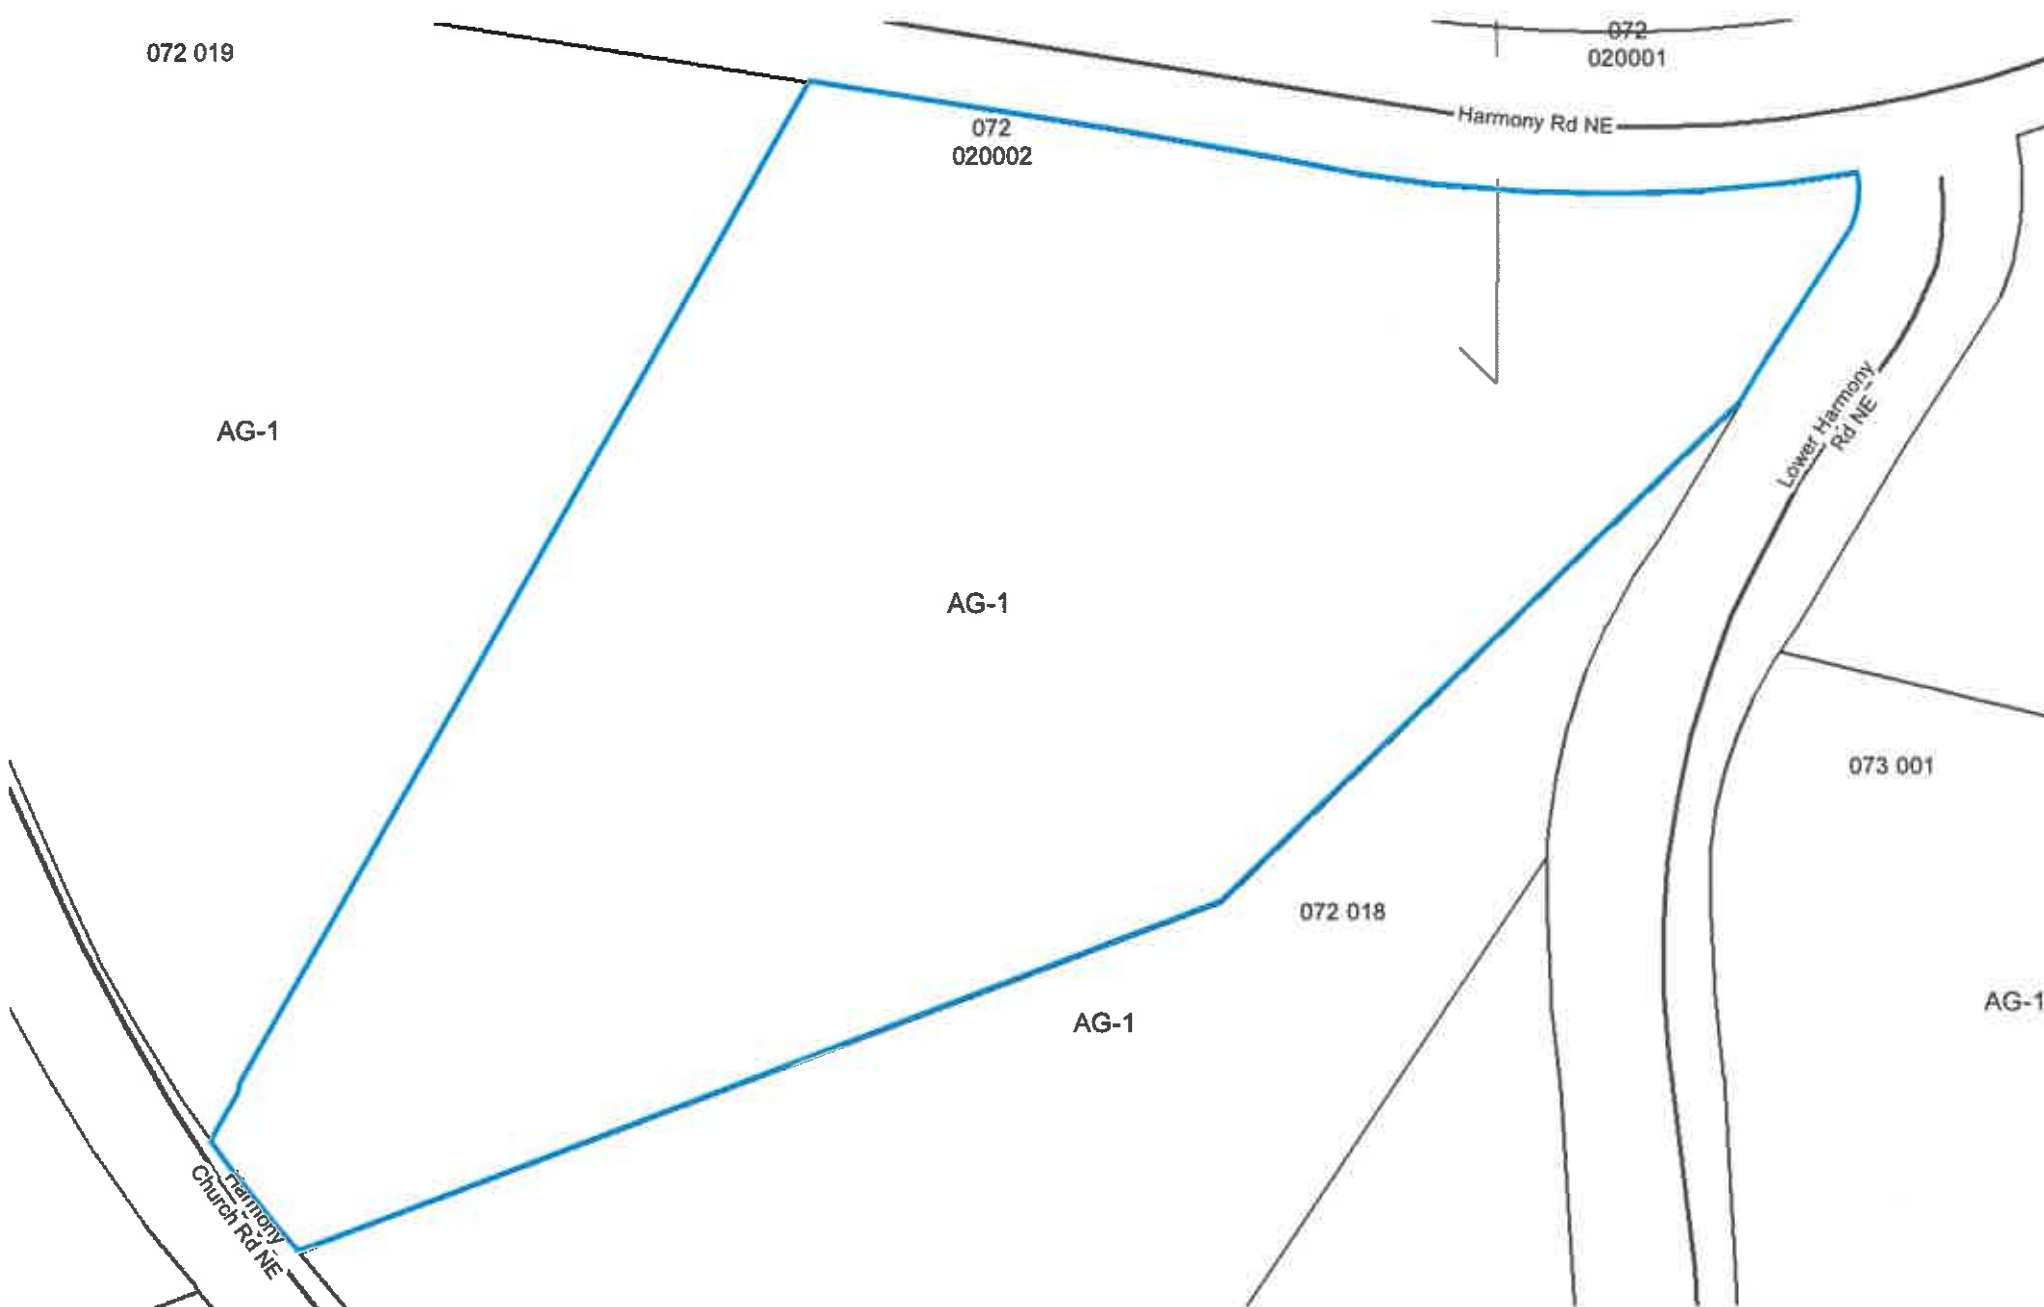 072 019
072
020001
Harmony Rd NE
072
020002
Lower Harmony
Rd NE
AG-1
AG-1
073 001
072 018
AG-1
AG-1
Harmony
Church Rd NE